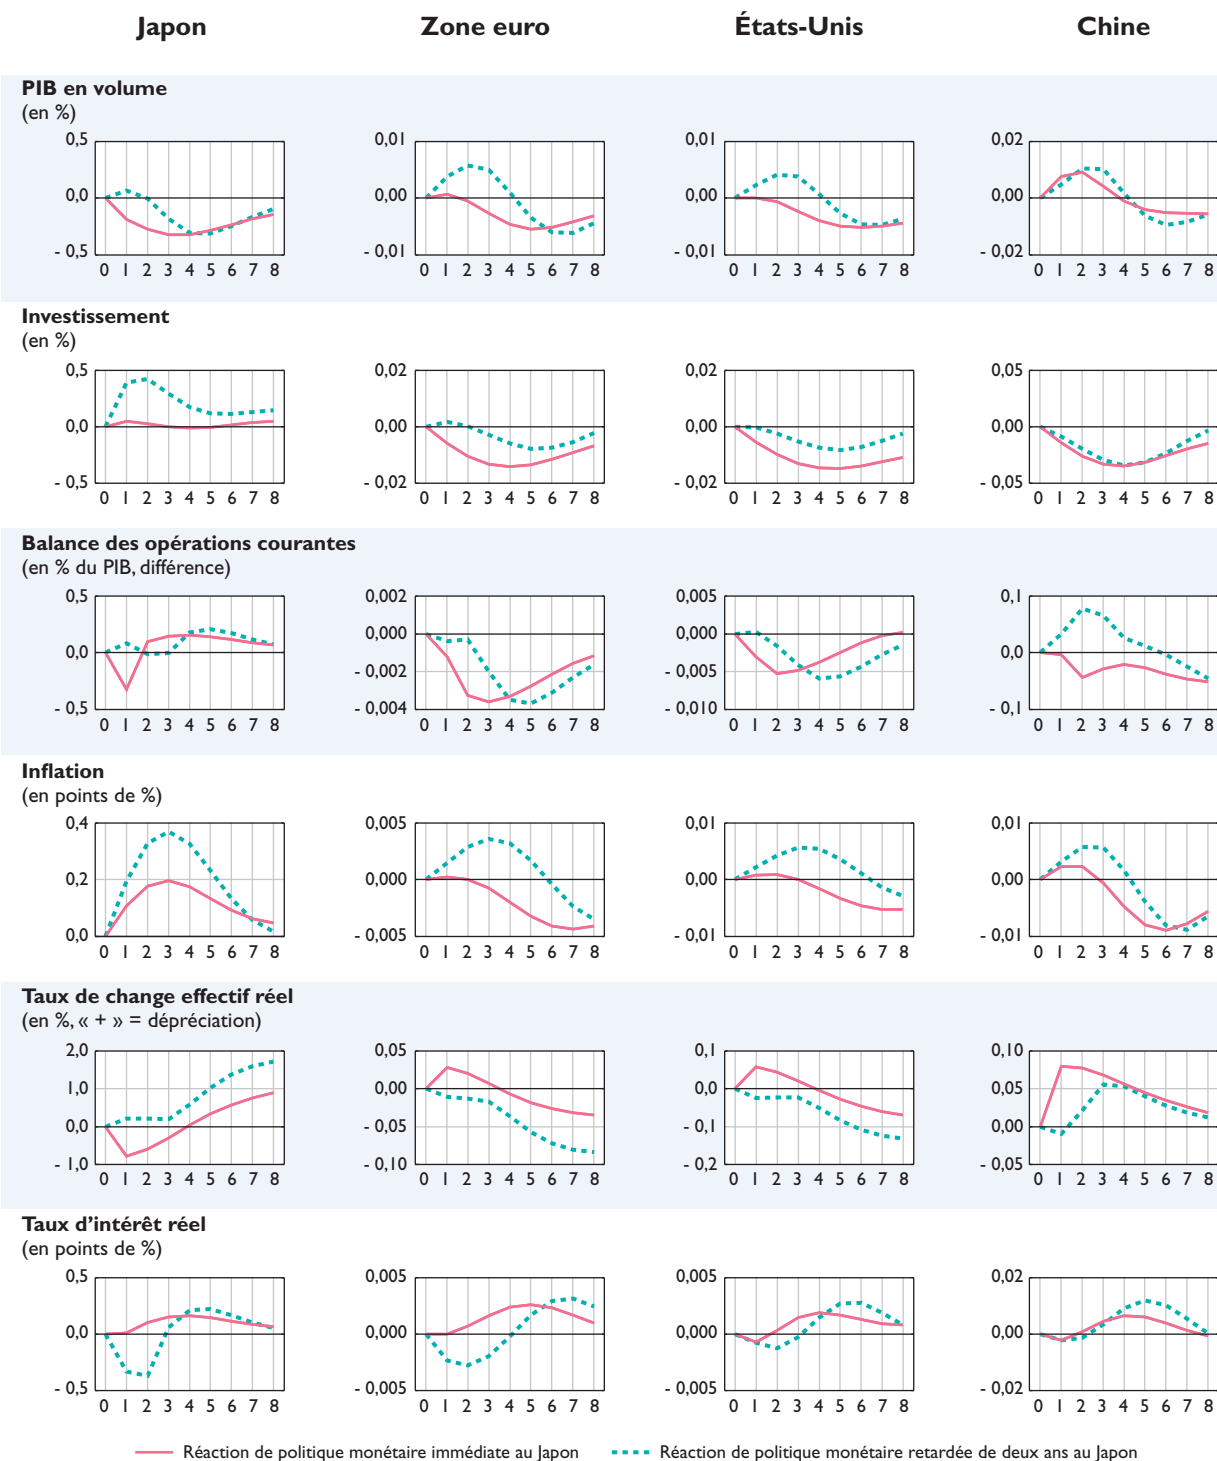 Japon Zone euro États-Unis Chine
PIB en volume
(en %)
0,5 0,01 0,01 0,02
0,0 0,00 0,00 0,00
- 0,5 - 0,01 - 0,01 - 0,02
0 1 2 3 4 5 6 7 8 0 1 2 3 4 5 6 7 8 0 1 2 3 4 5 6 7 8 0 1 2 3 4 5 6 7 8
Investissement
(en %)
0,5 0,02 0,02 0,05
0,0 0,00 0,00 0,00
- 0,5 - 0,02 - 0,02 - 0,05
0 1 2 3 4 5 6 7 8 0 1 2 3 4 5 6 7 8 0 1 2 3 4 5 6 7 8 0 1 2 3 4 5 6 7 8
Balance des opérations courantes
(en % du PIB, différence)
0,5 0,002 0,005 0,1
0,0 0,000 0,000 0,0
- 0,002 - 0,005
- 0,5 - 0,004 - 0,010 - 0,1
0 1 2 3 4 5 6 7 8 0 1 2 3 4 5 6 7 8 0 1 2 3 4 5 6 7 8 0 1 2 3 4 5 6 7 8
Inflation
(en points de %)
0,4 0,005 0,01 0,01
0,2 0,000 0,00 0,00
0,0 - 0,005 - 0,01 - 0,01
0 1 2 3 4 5 6 7 8 0 1 2 3 4 5 6 7 8 0 1 2 3 4 5 6 7 8 0 1 2 3 4 5 6 7 8
Taux de change effectif réel
(en %, « + » = dépréciation)
2,0 0,05 0,1 0,10
1,0 0,00 0,0 0,05
0,0 - 0,05 - 0,1 0,00
- 1,0 - 0,10 - 0,2 - 0,05
0 1 2 3 4 5 6 7 8 0 1 2 3 4 5 6 7 8 0 1 2 3 4 5 6 7 8 0 1 2 3 4 5 6 7 8
Taux d’intérêt réel
(en points de %)
0,5 0,005 0,005 0,02
0,0 0,000 0,000 0,00
- 0,5 - 0,005 - 0,005 - 0,02
0 1 2 3 4 5 6 7 8 0 1 2 3 4 5 6 7 8 0 1 2 3 4 5 6 7 8 0 1 2 3 4 5 6 7 8
Réaction de politique monétaire immédiate au Japon Réaction de politique monétaire retardée de deux ans au Japon